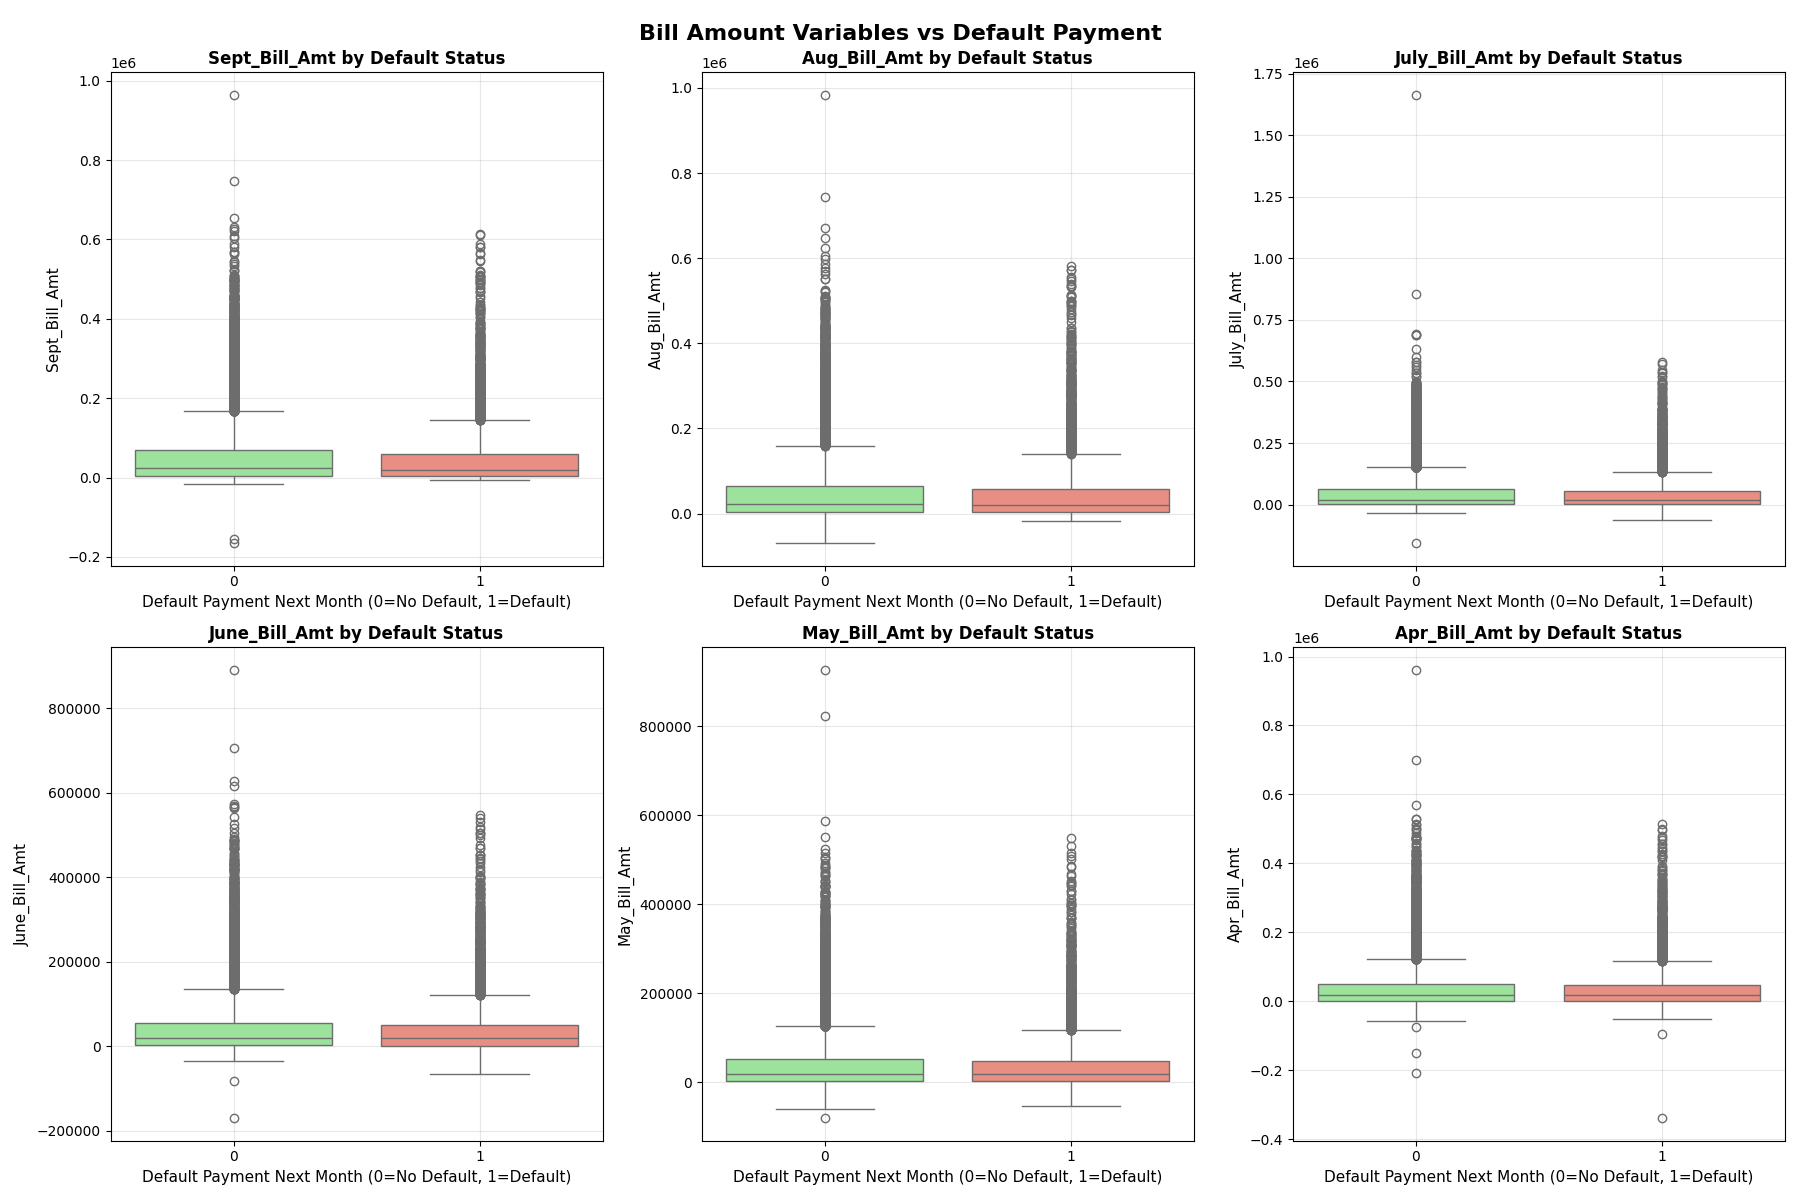 Bill Amount Variables vs Default Payment
Sept_Bill_Amt by Default Status
1e6
1.0
0.8
0.6
0.4
0.2
0.0
−0.2
Sept_Bill_Amt
0
1
Default Payment Next Month (0=No Default, 1=Default)
Aug_Bill_Amt by Default Status
1e6
1.0
0.8
0.6
0.4
0.2
0.0
Aug_Bill_Amt
0
1
Default Payment Next Month (0=No Default, 1=Default)
July_Bill_Amt by Default Status
1e6
1.75
1.50
1.25
1.00
0.75
0.50
0.25
0.00
July_Bill_Amt
0
1
Default Payment Next Month (0=No Default, 1=Default)
June_Bill_Amt by Default Status
800000
600000
400000
200000
0
−200000
June_Bill_Amt
0
1
Default Payment Next Month (0=No Default, 1=Default)
May_Bill_Amt by Default Status
800000
600000
400000
200000
0
May_Bill_Amt
0
1
Default Payment Next Month (0=No Default, 1=Default)
Apr_Bill_Amt by Default Status
1e6
1.0
0.8
0.6
0.4
0.2
0.0
−0.2
−0.4
Apr_Bill_Amt
0
1
Default Payment Next Month (0=No Default, 1=Default)